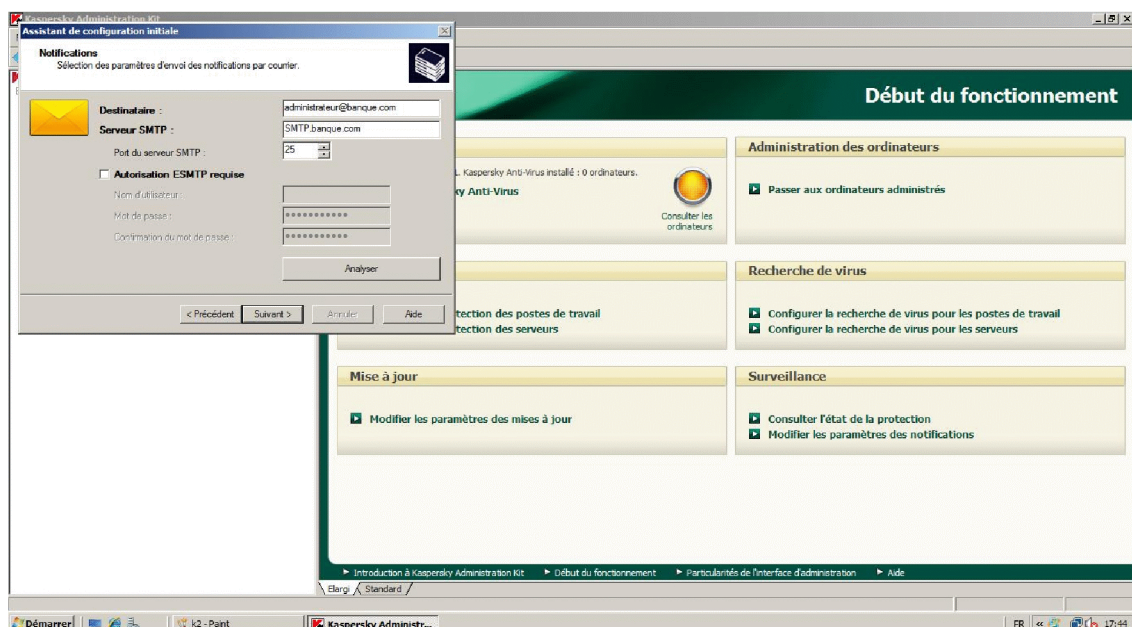 Kaspersky Administration Kit
Assistant de configuration initiale
Notifications
Sélection des paramètres d'envoi des notifications par courrier.
Destinataire :
administrateur@banque.com
Serveur SMTP :
SMTP.banque.com
Port du serveur SMTP :
25
Autorisation ESMTP requise
Nom d'utilisateur :
Mot de passe :
Confirmation du mot de passe :
Analyser
< Précédent
Suivant >
Annuler
Aide
Début du fonctionnement
Kaspersky Anti-Virus installé : 0 ordinateurs.
Anti-Virus
Consulter les
ordinateurs
Administration des ordinateurs
Passer aux ordinateurs administrés
des postes de travail
des serveurs
Recherche de virus
Configurer la recherche de virus pour les postes de travail
Configurer la recherche de virus pour les serveurs
Mise à jour
Modifier les paramètres des mises à jour
Surveillance
Consulter l'état de la protection
Modifier les paramètres des notifications
Introduction à Kaspersky Administration Kit
Début du fonctionnement
Particularités de l'interface d'administration
Aide
Elargi
Standard
Démarrer
k2 - Paint
Kaspersky Administr...
FR
«
17:44